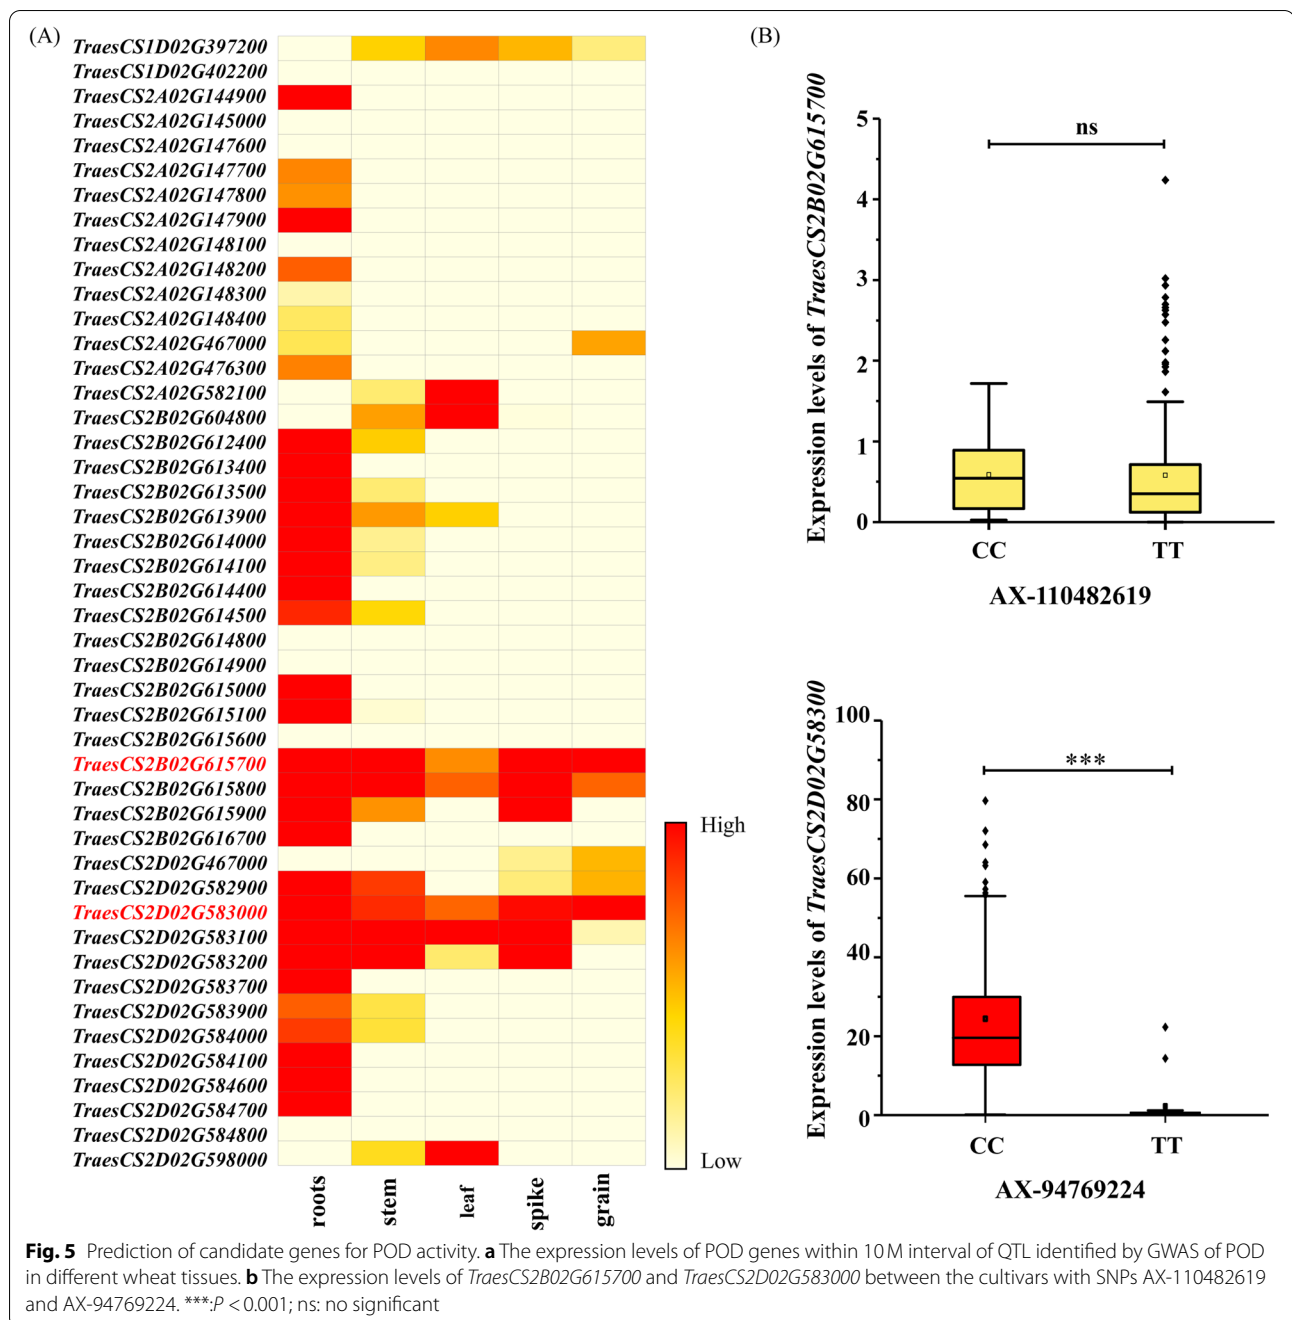 (A)
TraesCS1D02G397200
TraesCS1D02G402200
TraesCS2A02G144900
TraesCS2A02G145000
TraesCS2A02G147600
TraesCS2A02G147700
TraesCS2A02G147800
TraesCS2A02G147900
TraesCS2A02G148100
TraesCS2A02G148200
TraesCS2A02G148300
TraesCS2A02G148400
TraesCS2A02G467000
TraesCS2A02G476300
TraesCS2A02G582100
TraesCS2B02G604800
TraesCS2B02G612400
TraesCS2B02G613400
TraesCS2B02G613500
TraesCS2B02G613900
TraesCS2B02G614000
TraesCS2B02G614100
TraesCS2B02G614400
TraesCS2B02G614500
TraesCS2B02G614800
TraesCS2B02G614900
TraesCS2B02G615000
TraesCS2B02G615100
TraesCS2B02G615600
TraesCS2B02G615700
TraesCS2B02G615800
TraesCS2B02G615900
TraesCS2B02G616700
TraesCS2D02G467000
TraesCS2D02G582900
TraesCS2D02G583000
TraesCS2D02G583100
TraesCS2D02G583200
TraesCS2D02G583700
TraesCS2D02G583900
TraesCS2D02G584000
TraesCS2D02G584100
TraesCS2D02G584600
TraesCS2D02G584700
TraesCS2D02G584800
TraesCS2D02G598000
roots
stem
leaf
spike
grain
High
Low
(B)
Expression levels of TraesCS2B02G615700
5
4
3
2
1
0
ns
CC
TT
AX-110482619
Expression levels of TraesCS2D02G58300
100
80
60
40
20
0
***
CC
TT
AX-94769224
Fig. 5 Prediction of candidate genes for POD activity. a The expression levels of POD genes within 10 M interval of QTL identified by GWAS of POD
in different wheat tissues. b The expression levels of TraesCS2B02G615700 and TraesCS2D02G583000 between the cultivars with SNPs AX-110482619
and AX-94769224. ***:P < 0.001; ns: no significant